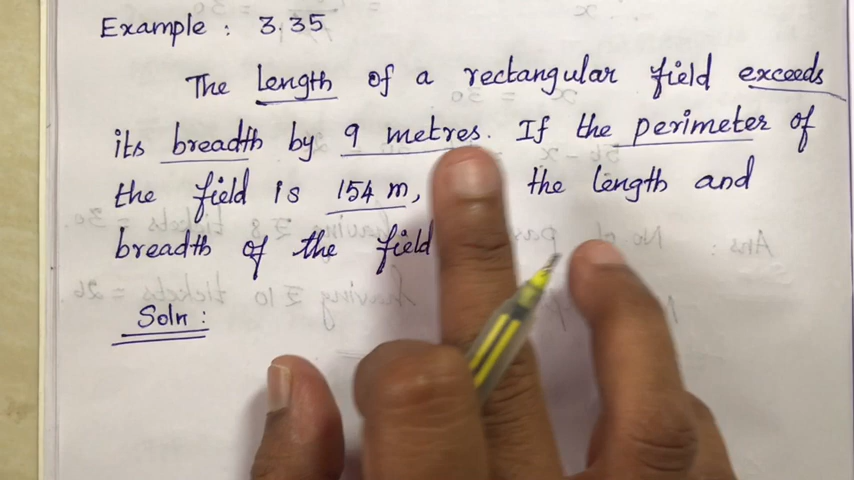 Example : 3.35
The length of a rectangular field exceeds
its breadth by 9 metres. If the perimeter of
the field is 154 m, the length and
breadth of the field
Soln :